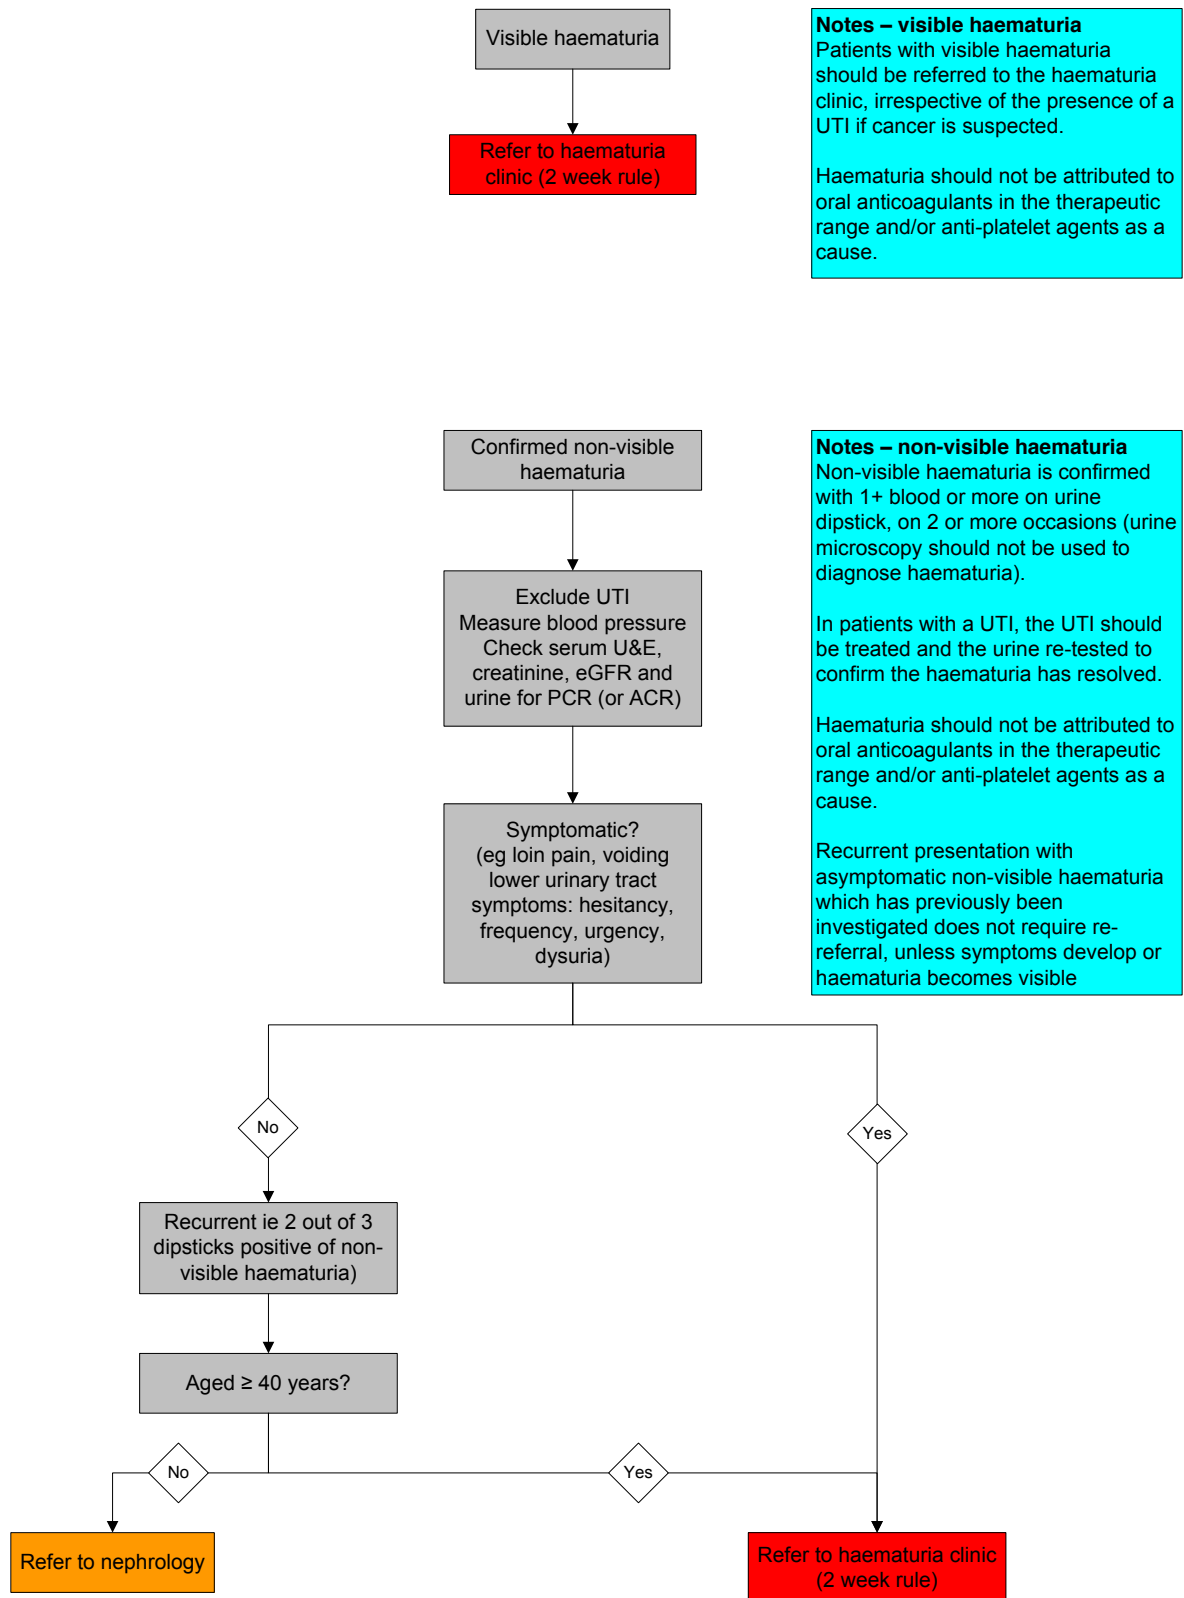 Visible haematuria
Refer to haematuria
clinic (2 week rule)
Notes – visible haematuria
Patients with visible haematuria
should be referred to the haematuria
clinic, irrespective of the presence of a
UTI if cancer is suspected.
Haematuria should not be attributed to
oral anticoagulants in the therapeutic
range and/or anti-platelet agents as a
cause.
Confirmed non-visible
haematuria
Exclude UTI
Measure blood pressure
Check serum U&E,
creatinine, eGFR and
urine for PCR (or ACR)
Symptomatic?
(eg loin pain, voiding
lower urinary tract
symptoms: hesitancy,
frequency, urgency,
dysuria)
Notes – non-visible haematuria
Non-visible haematuria is confirmed
with 1+ blood or more on urine
dipstick, on 2 or more occasions (urine
microscopy should not be used to
diagnose haematuria).
In patients with a UTI, the UTI should
be treated and the urine re-tested to
confirm the haematuria has resolved.
Haematuria should not be attributed to
oral anticoagulants in the therapeutic
range and/or anti-platelet agents as a
cause.
Recurrent presentation with
asymptomatic non-visible haematuria
which has previously been
investigated does not require re-
referral, unless symptoms develop or
haematuria becomes visible
No
Yes
Recurrent ie 2 out of 3
dipsticks positive of non-
visible haematuria)
Aged ≥ 40 years?
No
Yes
Refer to nephrology
Refer to haematuria clinic
(2 week rule)